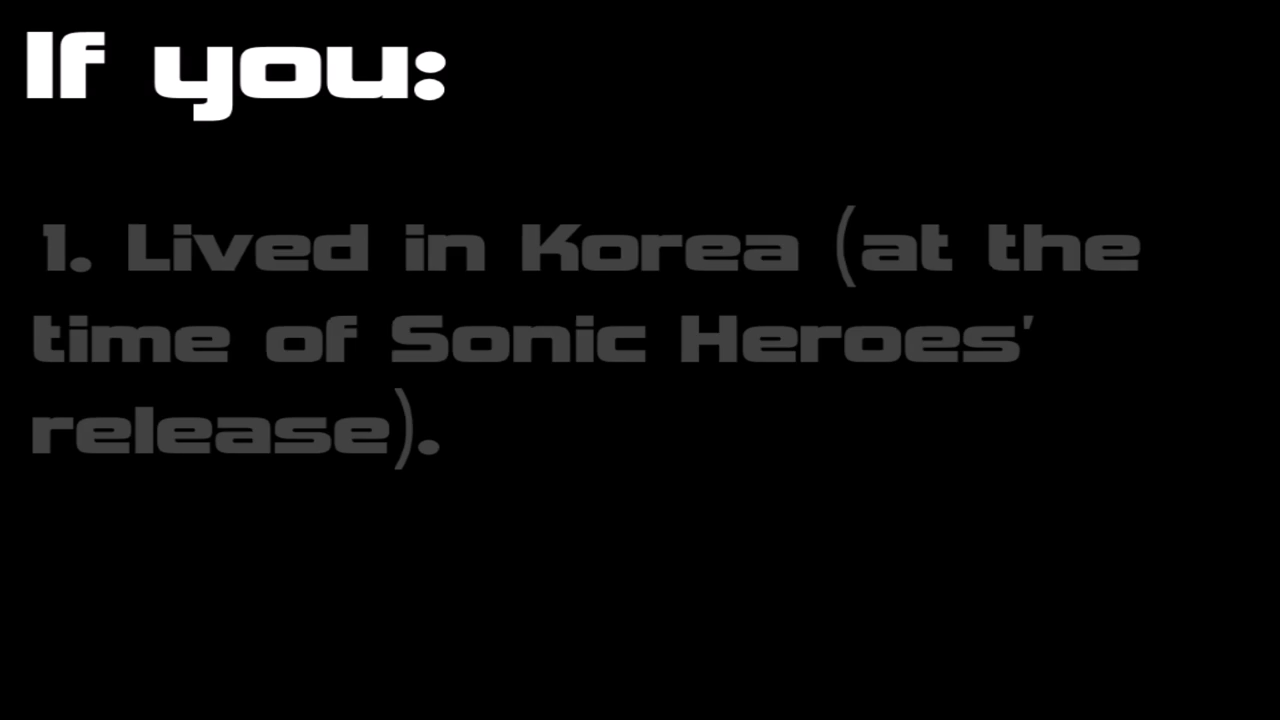 If you:
1. Lived in Korea (at the
time of Sonic Heroes'
release).